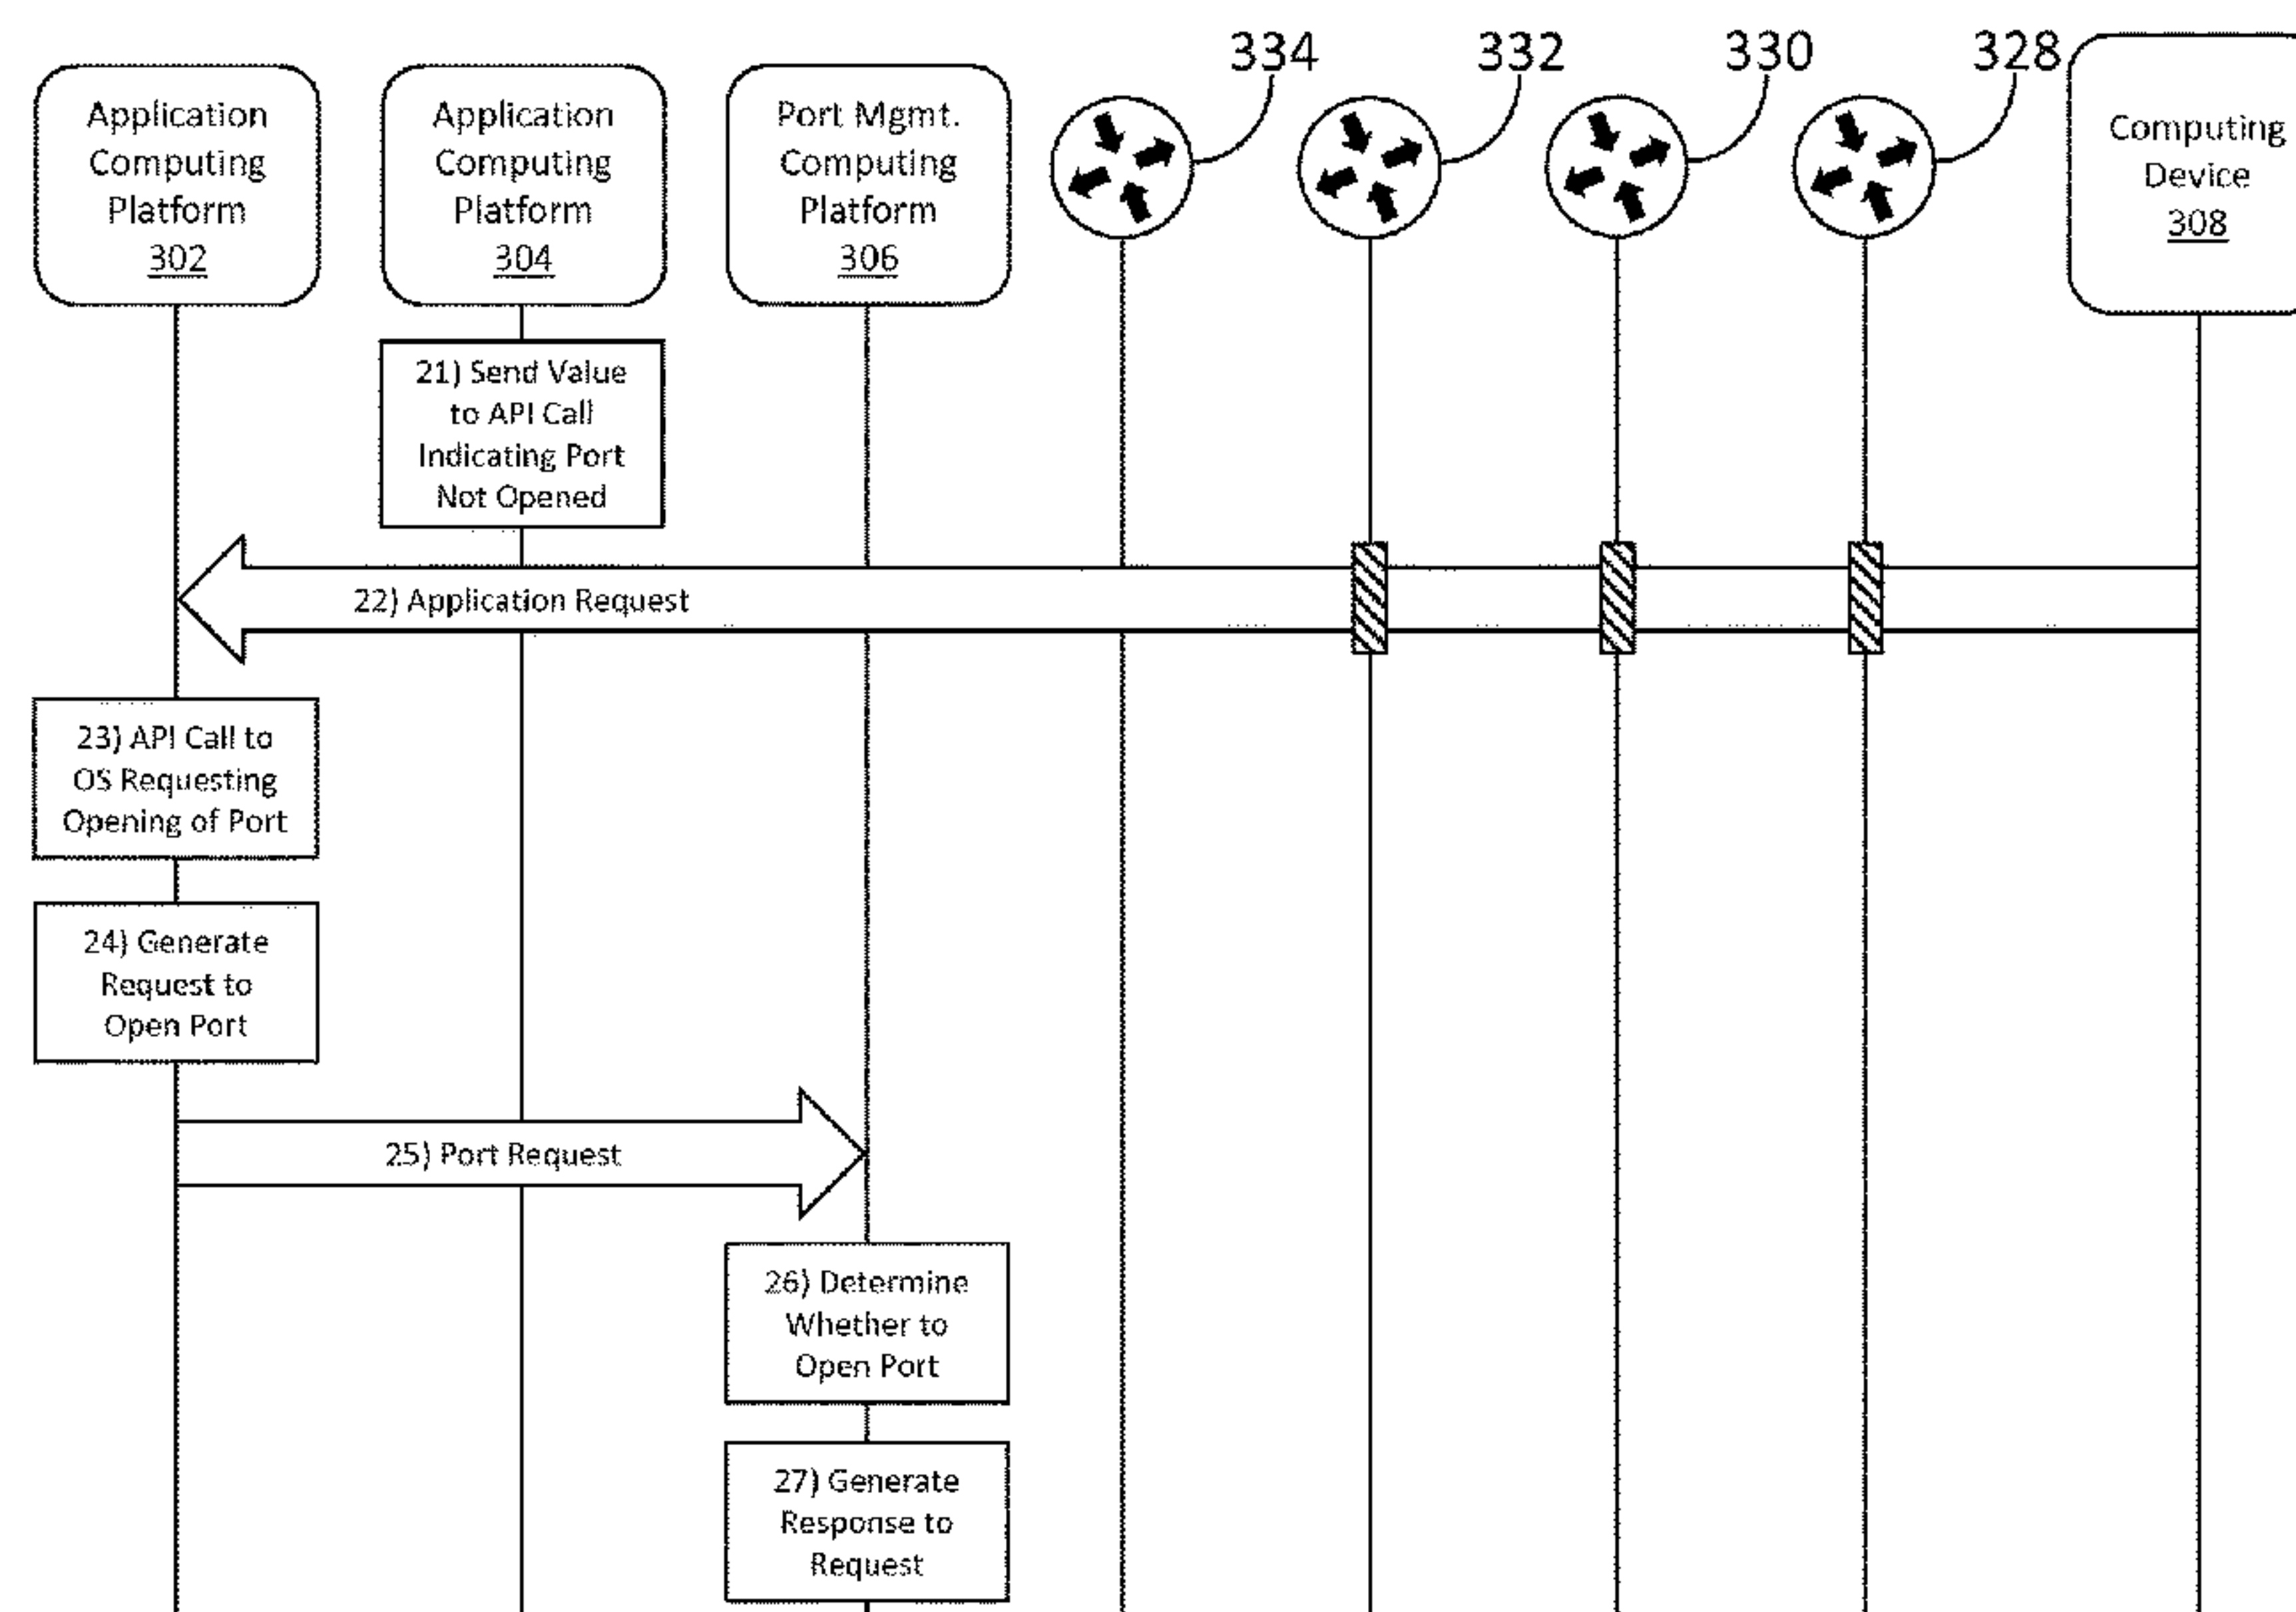 334
332
330
328
Application
Computing
Platform
302
Application
Computing
Platform
304
Port Mgmt.
Computing
Platform
306
Computing
Device
308
21) Send Value
to API Call
Indicating Port
Not Opened
22) Application Request
23) API Call to
OS Requesting
Opening of Port
24) Generate
Request to
Open Port
25) Port Request
26) Determine
Whether to
Open Port
27) Generate
Response to
Request